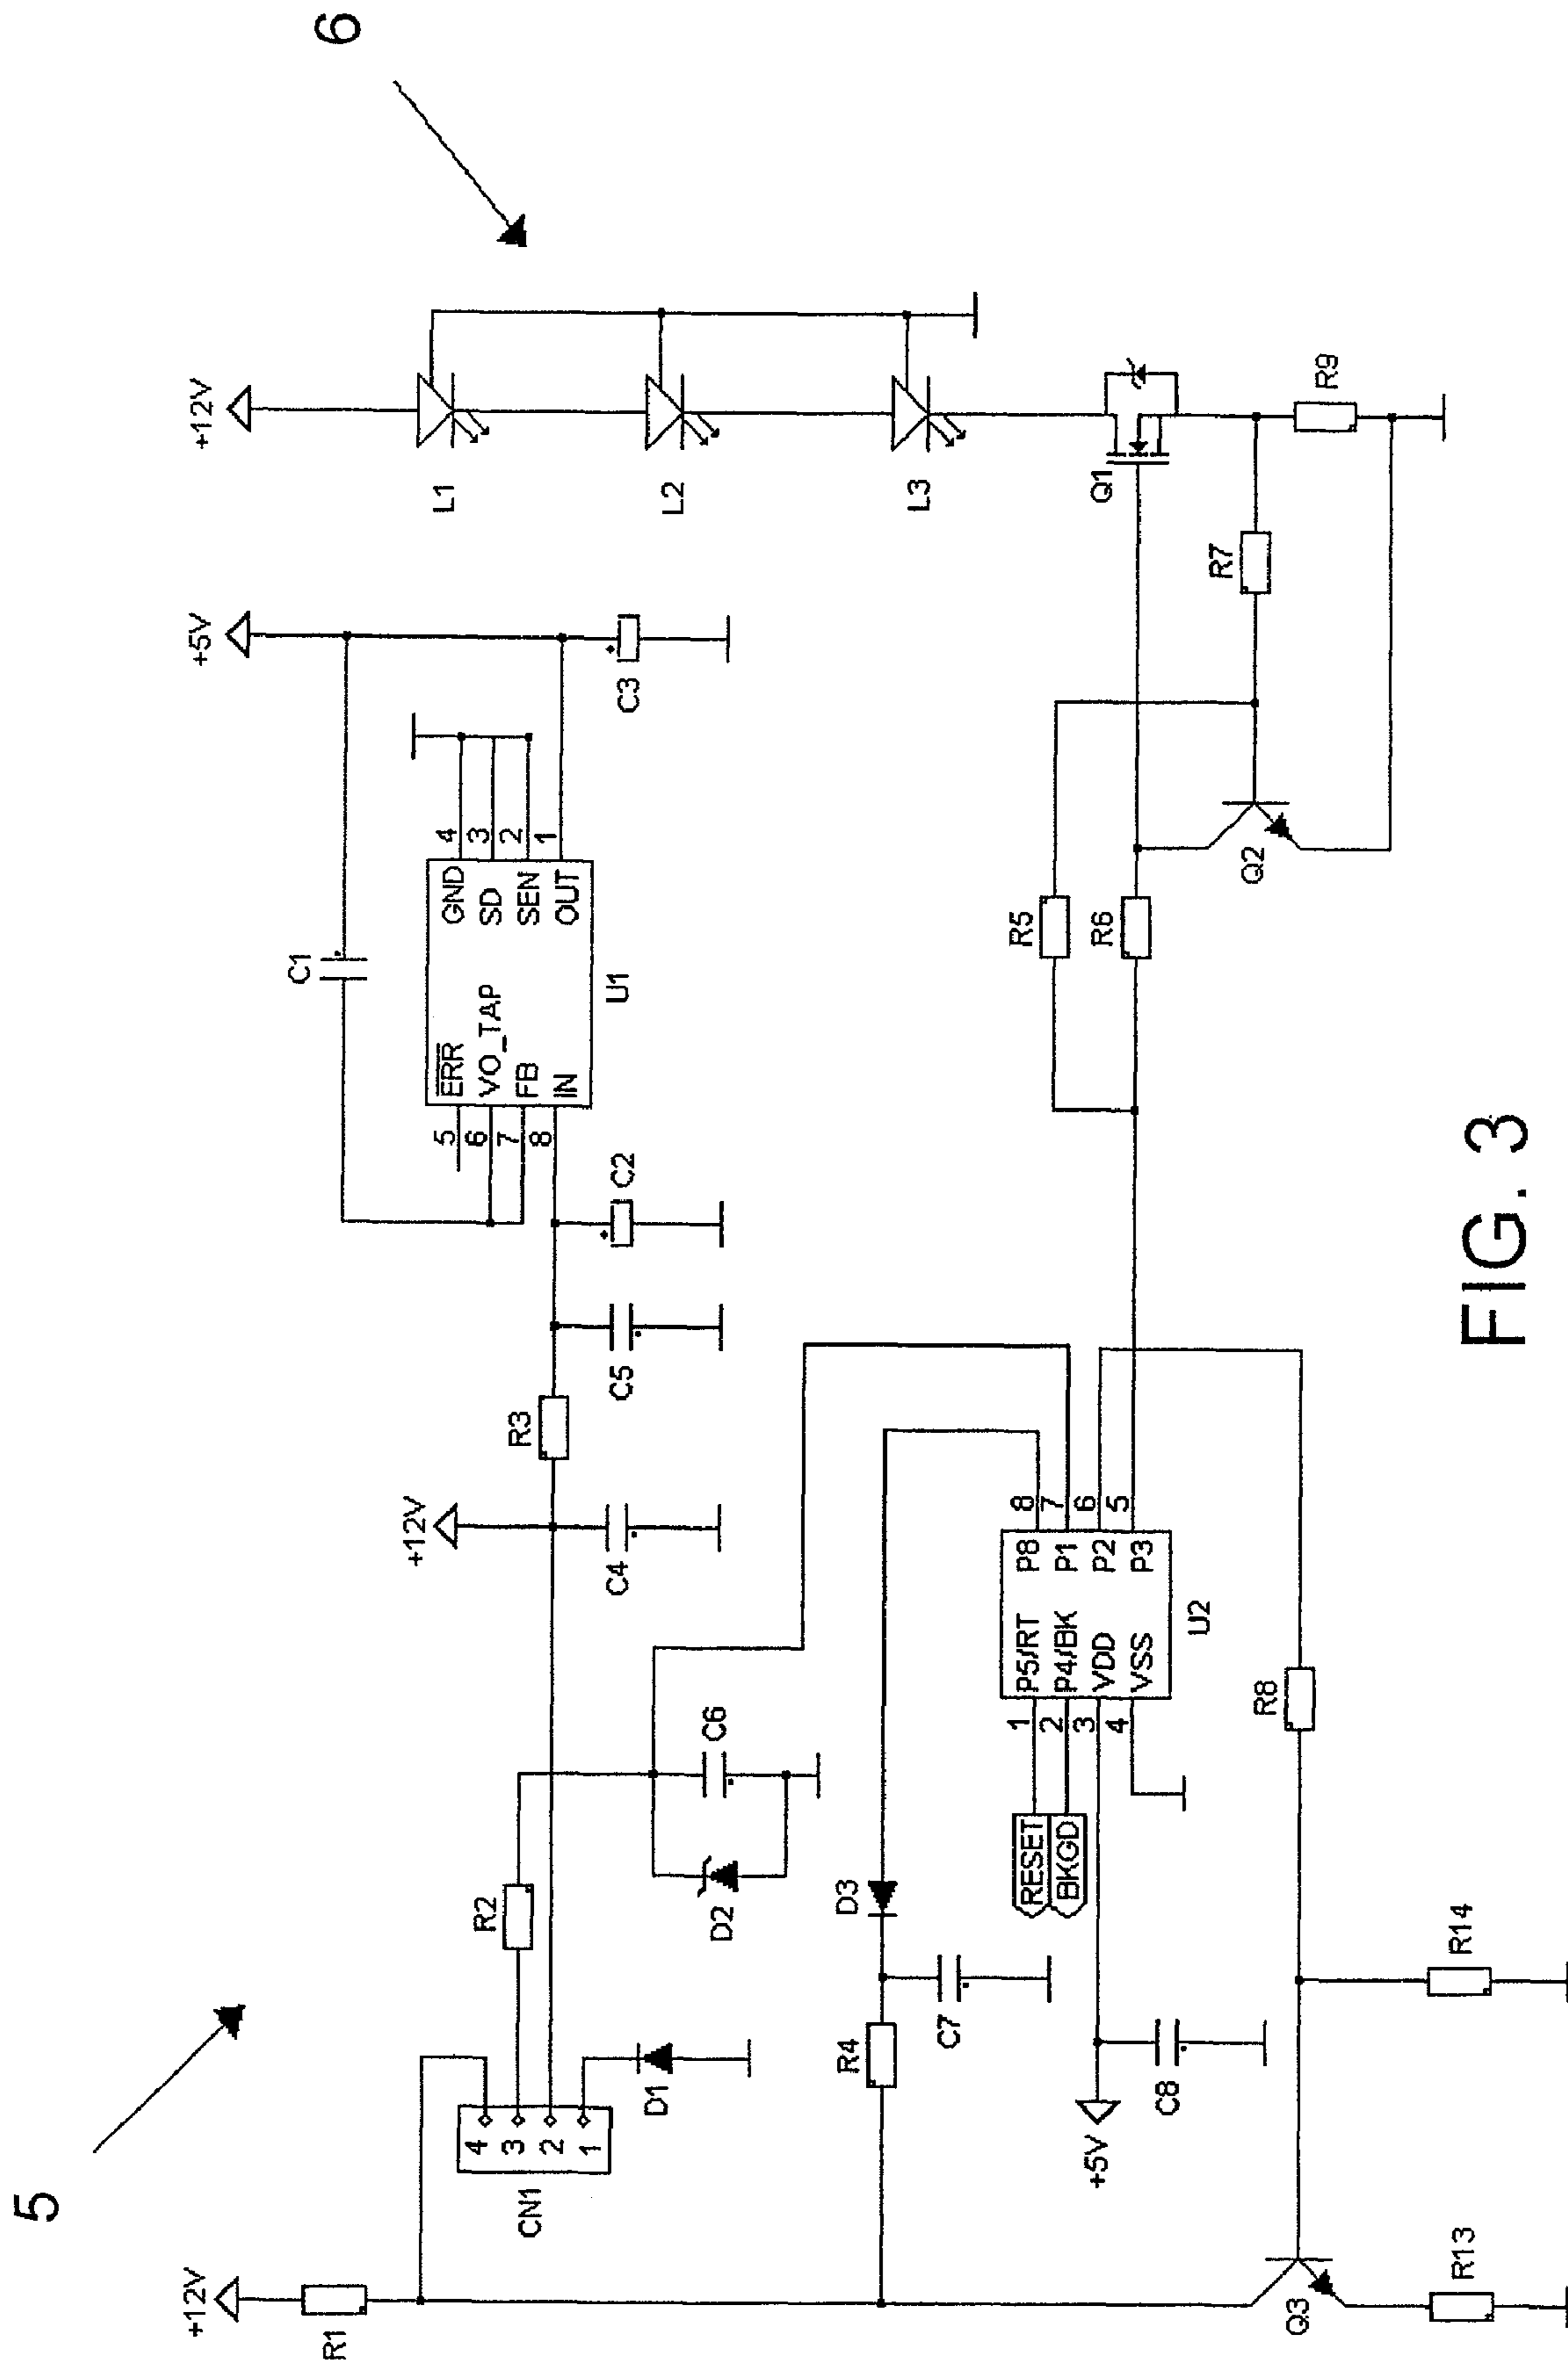 5
6
+12V
R1
CN1
4
3
2
1
D1
R2
D2
C6
+12V
C4
R3
C5
C2
5
6
7
8
ERR
VO_TAP
FB
IN
GND
SD
SEN
OUT
4
3
2
1
U1
C1
+5V
C3
+12V
L1
L2
L3
Q1
R9
R7
Q2
R5
R6
D3
R4
C7
RESET
BKGD
1
2
3
4
P5/RT
P4/BK
VDD
VSS
P8
P1
P2
P3
8
7
6
5
U2
+5V
C8
R8
R14
Q3
R13
FIG. 3